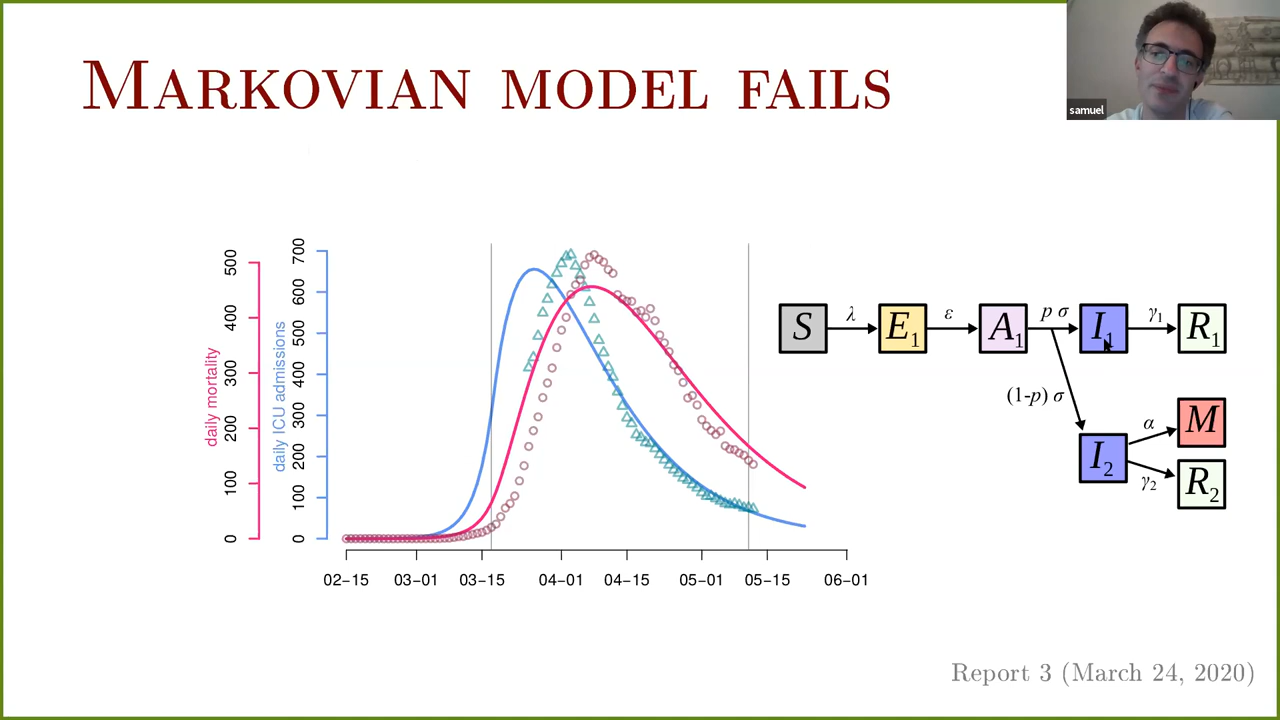 Markovian model fails
samuel
daily mortality
0 100 200 300 400 500
daily ICU admissions
0 100 200 300 400 500 600 700
02−15 03−01 03−15 04−01 04−15 05−01 05−15 06−01
S λ E1 ε A1 p σ I1 γ1 R1
(1-p) σ
I2 α M
γ2 R2
Report 3 (March 24, 2020)